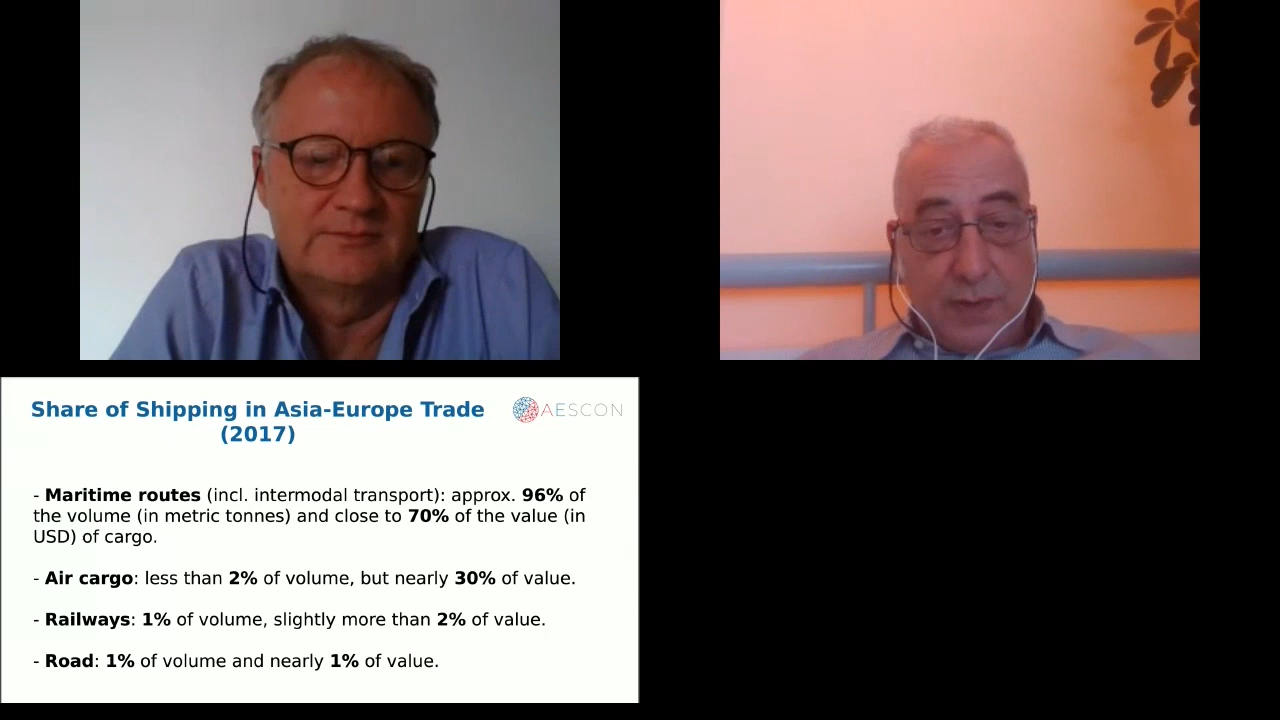 Share of Shipping in Asia-Europe Trade
(2017)
AESCON
- Maritime routes (incl. intermodal transport): approx. 96% of
the volume (in metric tonnes) and close to 70% of the value (in
USD) of cargo.
- Air cargo: less than 2% of volume, but nearly 30% of value.
- Railways: 1% of volume, slightly more than 2% of value.
- Road: 1% of volume and nearly 1% of value.